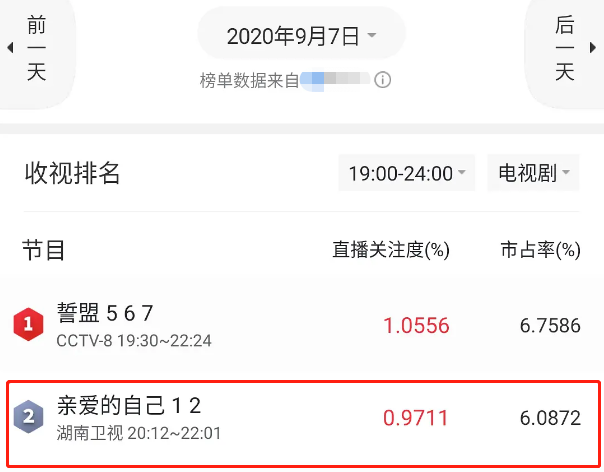 前一天
2020年9月7日
后一天
榜单数据来自
收视排名
19:00-24:00
电视剧
节目
直播关注度(%)
市占率(%)
1
誓盟 5 6 7
CCTV-8 19:30~22:24
1.0556
6.7586
2
亲爱的自己 1 2
湖南卫视 20:12~22:01
0.9711
6.0872